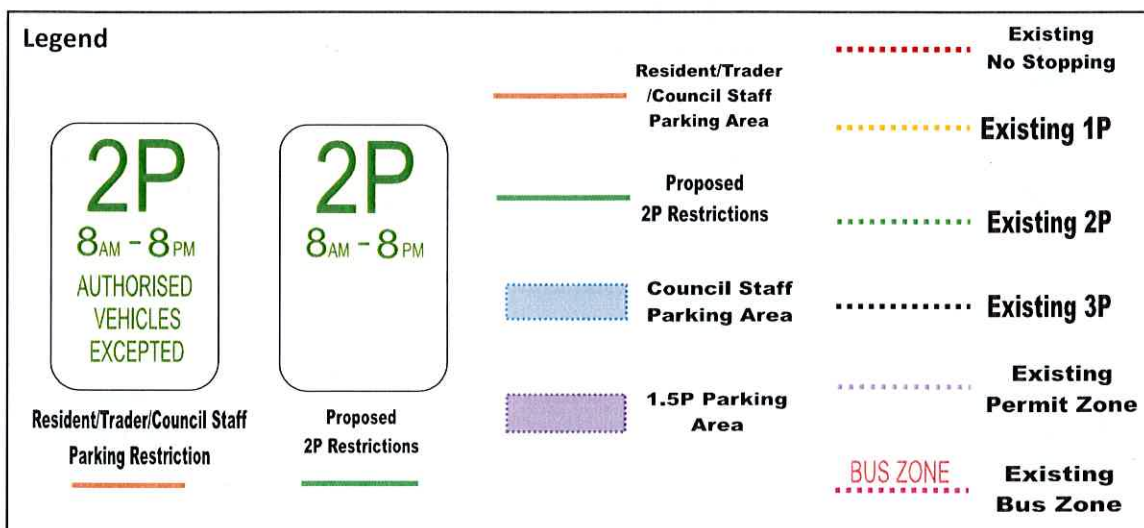 Legend
2P
8AM - 8PM
AUTHORISED
VEHICLES
EXCEPTED
Resident/Trader/Council Staff
Parking Restriction
2P
8AM - 8PM
Proposed
2P Restrictions
Resident/Trader
/Council Staff
Parking Area
Proposed
2P Restrictions
Council Staff
Parking Area
1.5P Parking
Area
Existing
No Stopping
Existing 1P
Existing 2P
Existing 3P
Existing
Permit Zone
BUS ZONE
Existing
Bus Zone